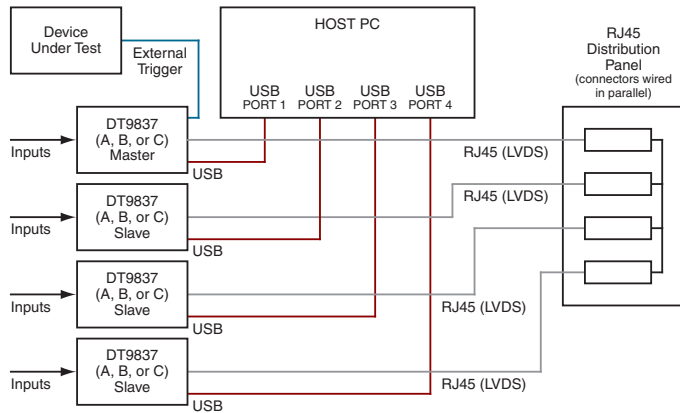 Device
Under Test
External
Trigger
HOST PC
USB
PORT 1
USB
PORT 2
USB
PORT 3
USB
PORT 4
RJ45
Distribution
Panel
(connectors wired
in parallel)
Inputs
DT9837
(A, B, or C)
Master
USB
RJ45 (LVDS)
Inputs
DT9837
(A, B, or C)
Slave
USB
RJ45 (LVDS)
Inputs
DT9837
(A, B, or C)
Slave
USB
RJ45 (LVDS)
Inputs
DT9837
(A, B, or C)
Slave
USB
RJ45 (LVDS)